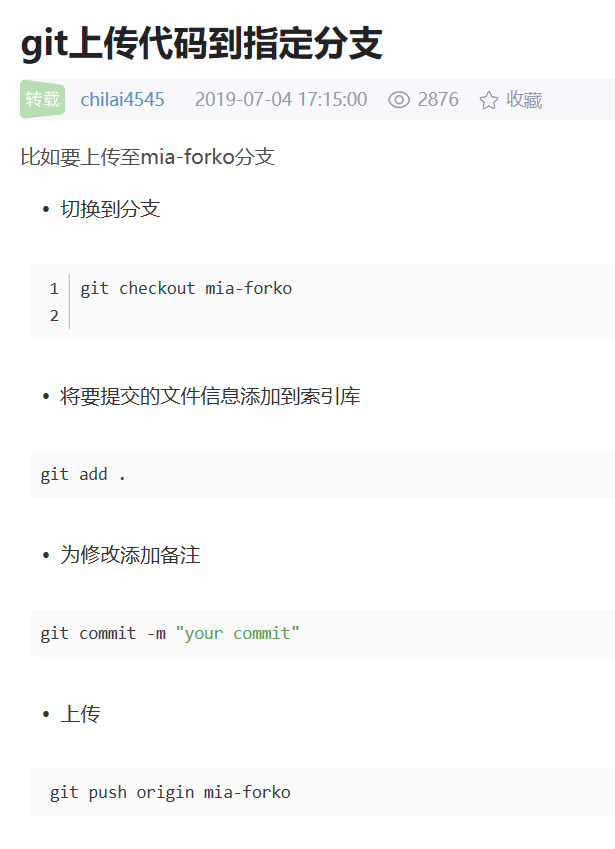 git上传代码到指定分支
转载 chilai4545 2019-07-04 17:15:00 2876 收藏
比如要上传至mia-forko分支
• 切换到分支
1 git checkout mia-forko
2
• 将要提交的文件信息添加到索引库
git add .
• 为修改添加备注
git commit -m "your commit"
• 上传
git push origin mia-forko